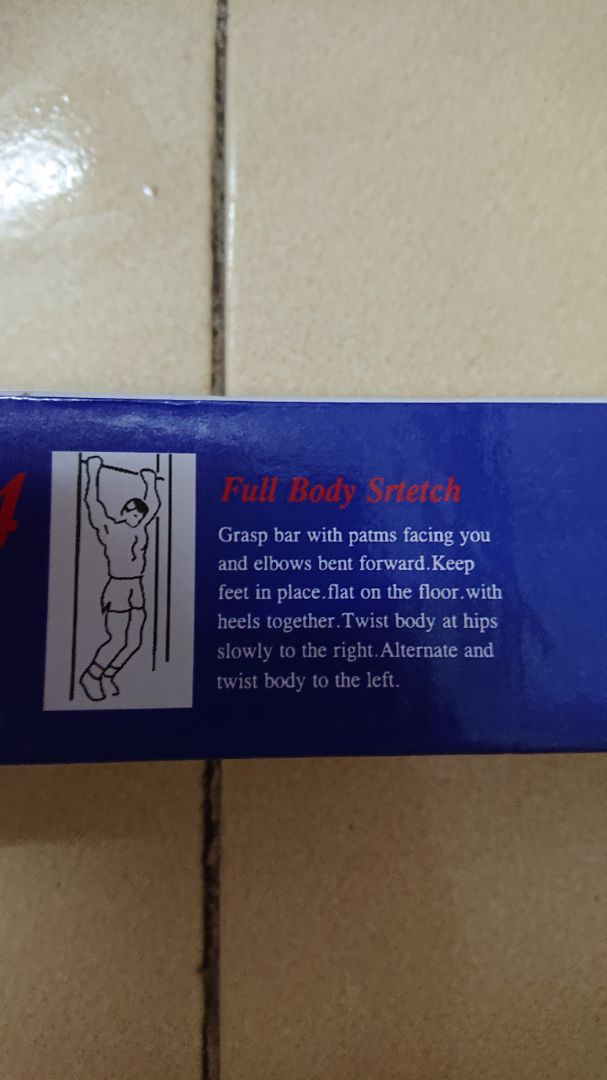 4
Full Body Srtetch
Grasp bar with patms facing you
and elbows bent forward.Keep
feet in place.flat on the floor.with
heels together.Twist body at hips
slowly to the right.Alternate and
twist body to the left.